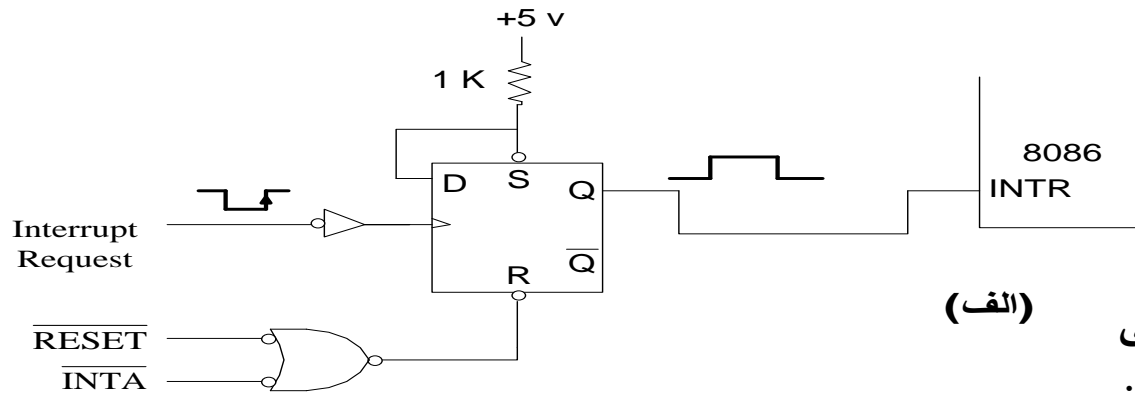 +5 v
1 K
8086
D S Q
INTR
Interrupt
Request
Q
R
(الف)
RESET
INTA
.